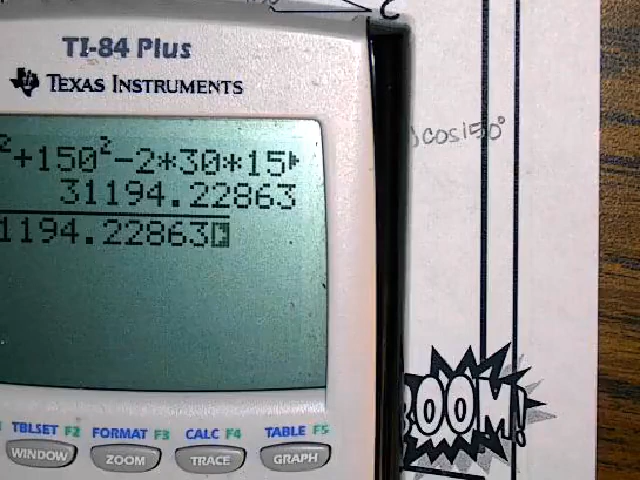 TI-84 Plus
TEXAS INSTRUMENTS
²+150²-2*30*15
31194.22863
1194.22863
cos150°
OOM!
TBLSET F2 FORMAT F3 CALC F4 TABLE F5
WINDOW ZOOM TRACE GRAPH